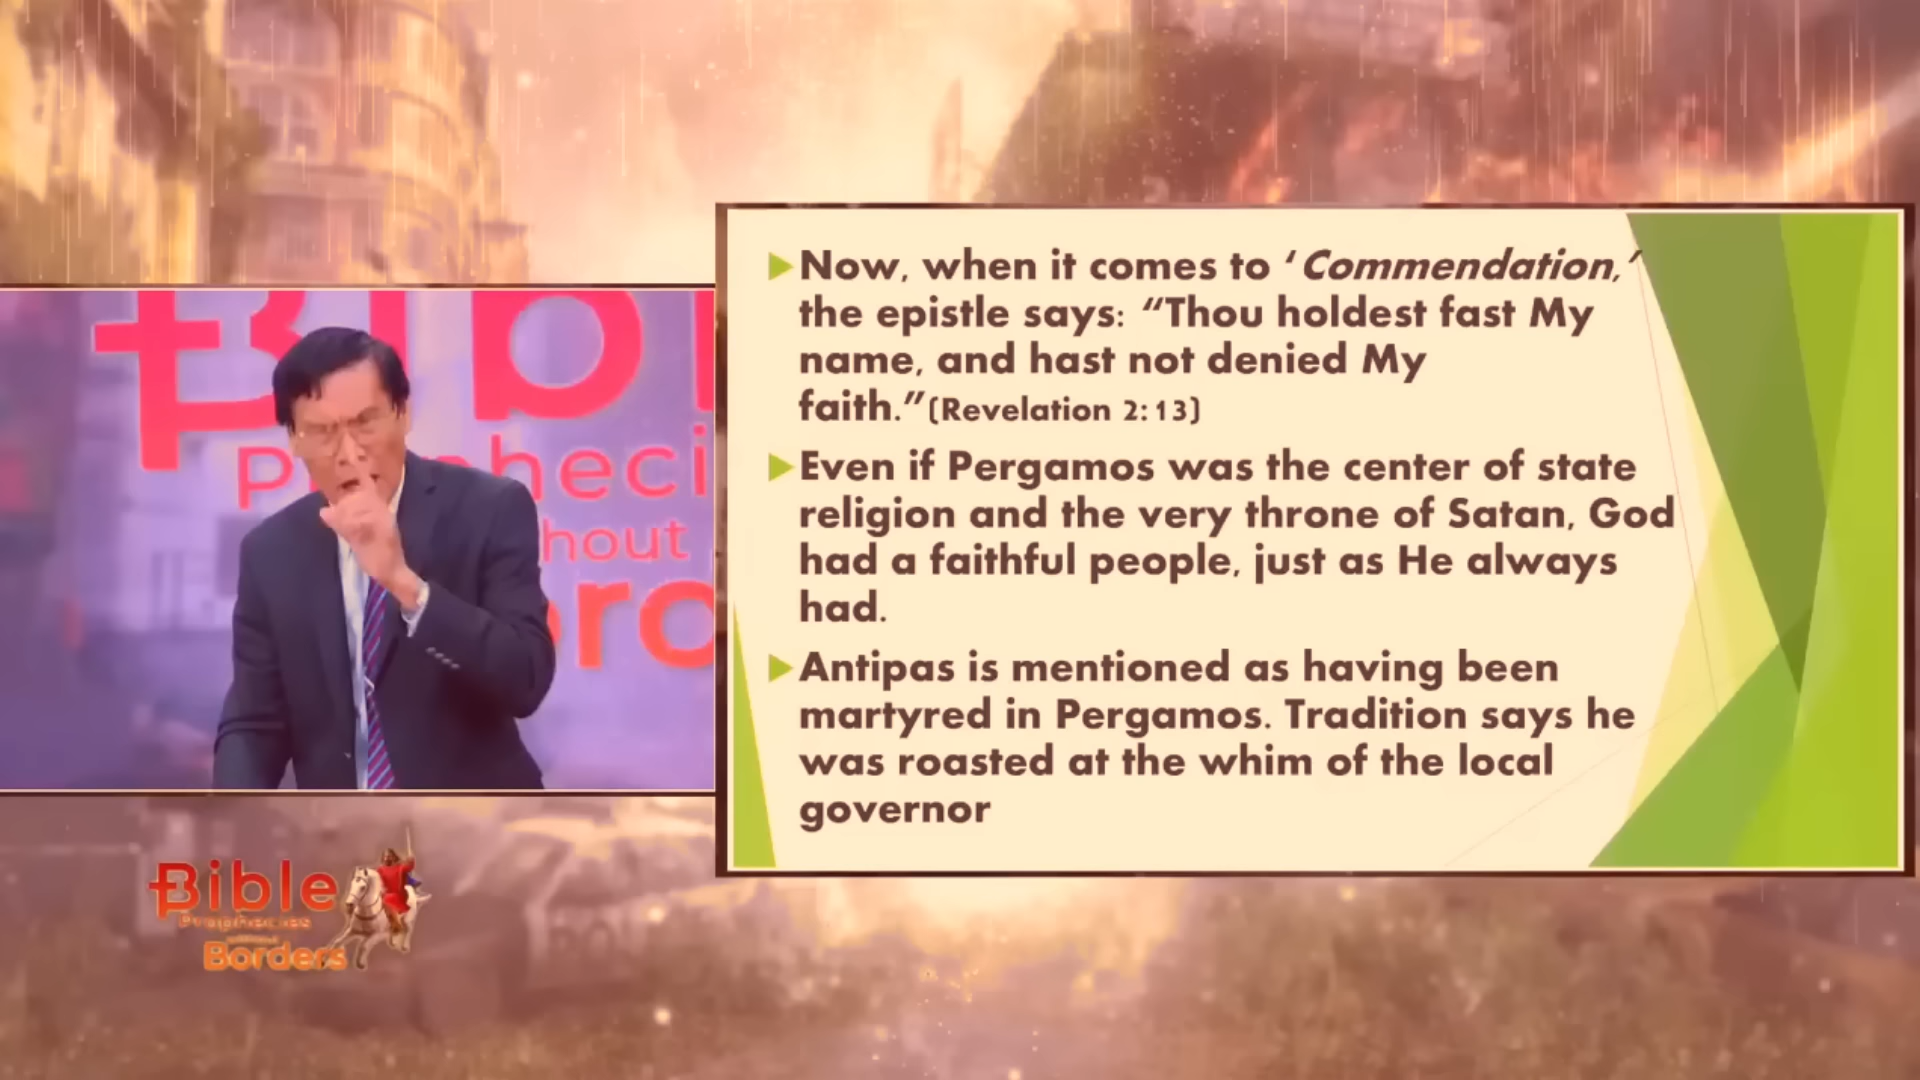 Now, when it comes to ‘Commendation,’
the epistle says: “Thou holdest fast My
name, and hast not denied My
faith.”(Revelation 2:13)
Even if Pergamos was the center of state
religion and the very throne of Satan, God
had a faithful people, just as He always
had.
Antipas is mentioned as having been
martyred in Pergamos. Tradition says he
was roasted at the whim of the local
governor
Bible
Prophecies
Borders